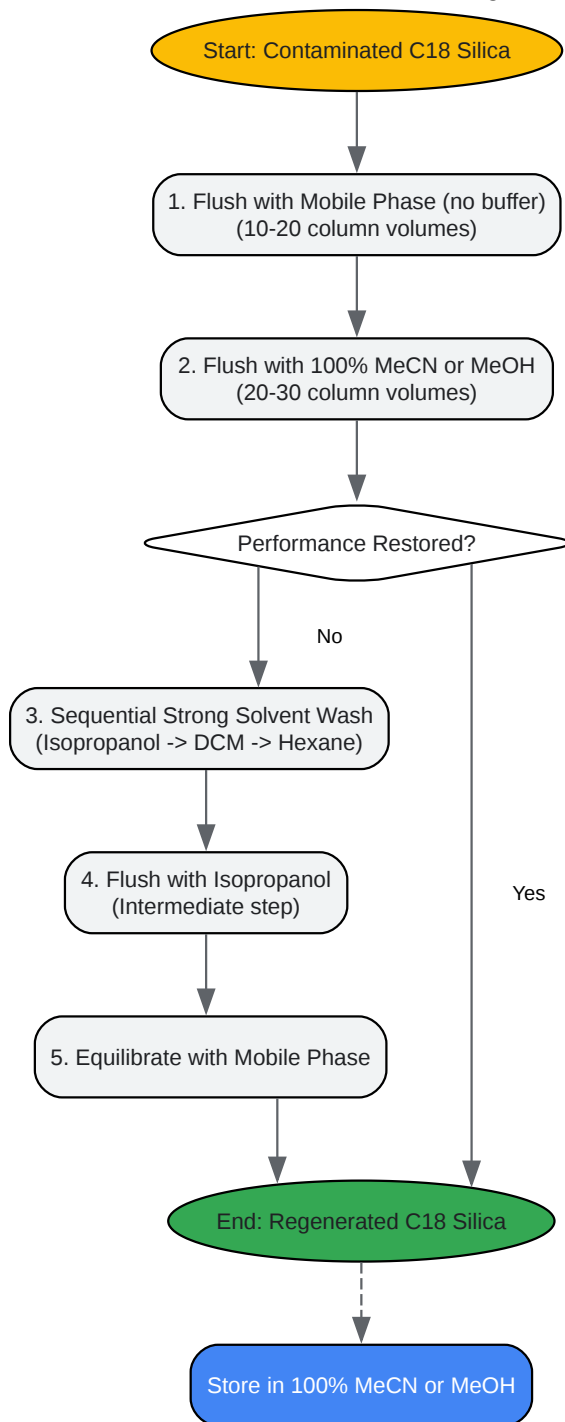 Start: Contaminated C18 Silica
1. Flush with Mobile Phase (no buffer)
(10-20 column volumes)
2. Flush with 100% MeCN or MeOH
(20-30 column volumes)
Performance Restored?
No
3. Sequential Strong Solvent Wash
(Isopropanol -> DCM -> Hexane)
4. Flush with Isopropanol
(Intermediate step)
Yes
5. Equilibrate with Mobile Phase
End: Regenerated C18 Silica
Store in 100% MeCN or MeOH